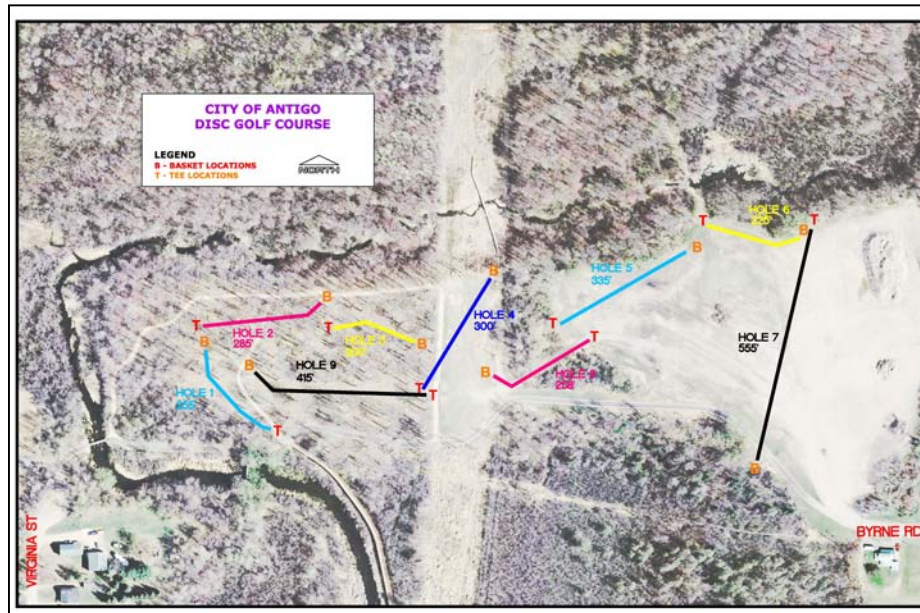 CITY OF ANTIGO
DISC GOLF COURSE
LEGEND
B - BASKET LOCATIONS
T - TEE LOCATIONS
NORTH
HOLE 6
T
T
B
B
HOLE 5
335'
B
HOLE 4
300'
B
T
HOLE 2
285'
T
T
B
B
T
HOLE 7
555'
HOLE 9
415'
B
B
HOLE
T
T
HOLE 1
T
B
VIRGINIA ST
BYRNE RD